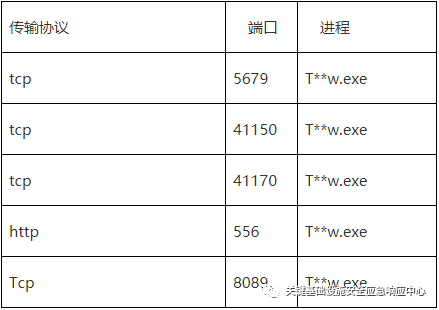 传输协议 端口 进程
tcp 5679 T**w.exe
tcp 41150 T**w.exe
tcp 41170 T**w.exe
http 556 T**w.exe
Tcp 8089 T**w.exe
关键基础设施安全应急响应中心